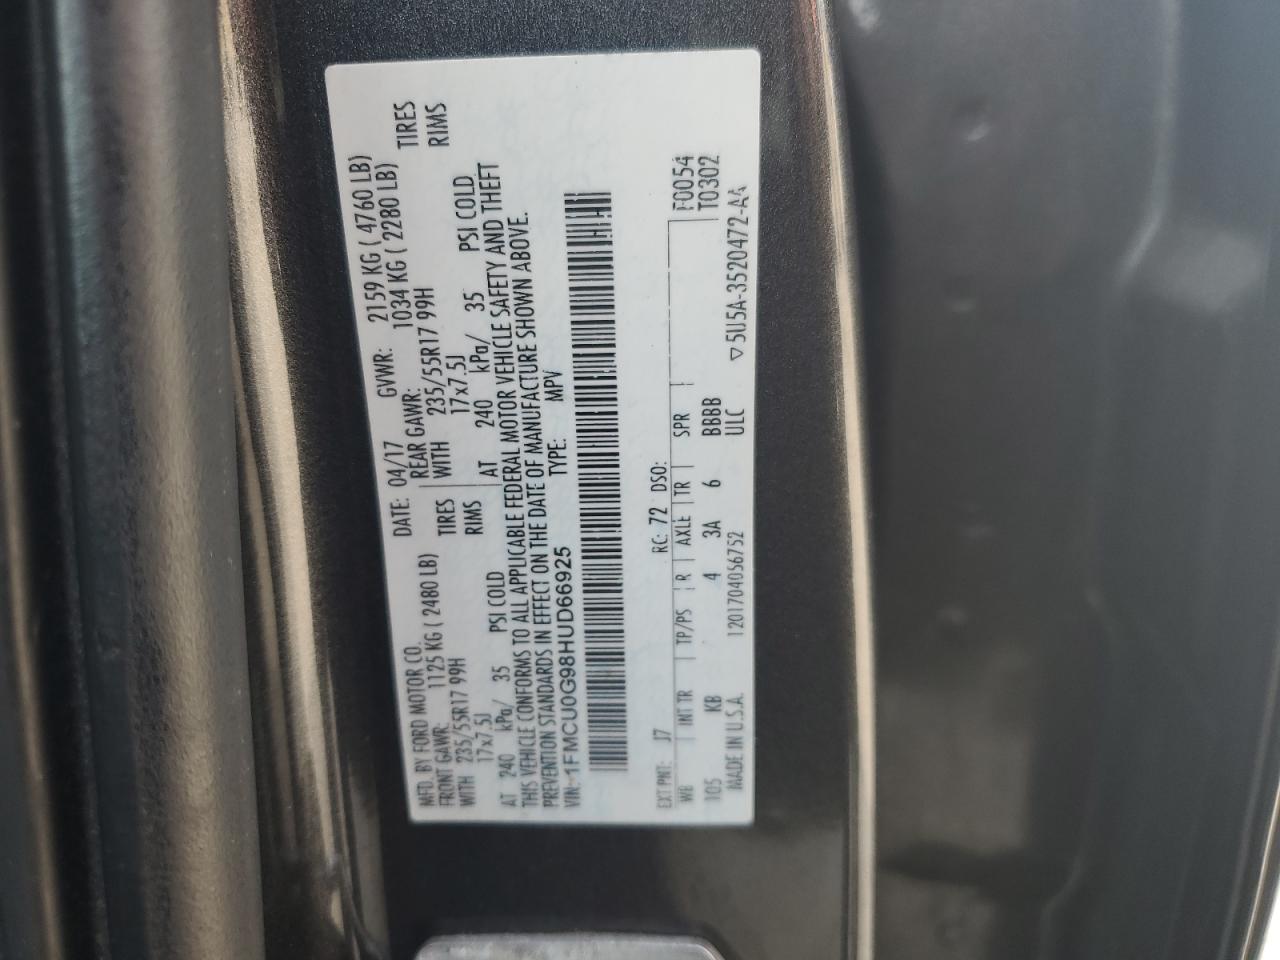 MFD. BY FORD MOTOR CO. DATE: 04/17 GVWR: 2159 KG ( 4760 LB)
FRONT GAWR: 1125 KG ( 2480 LB) REAR GAWR: 1034 KG ( 2280 LB)
WITH 235/55R17 99H TIRES WITH 235/55R17 99H TIRES
17x7.5J RIMS 17x7.5J RIMS
AT 240 kPa/ 35 PSI COLD AT 240 kPa/ 35 PSI COLD
THIS VEHICLE CONFORMS TO ALL APPLICABLE FEDERAL MOTOR VEHICLE SAFETY AND THEFT
PREVENTION STANDARDS IN EFFECT ON THE DATE OF MANUFACTURE SHOWN ABOVE.
VIN: 1FMCU0G98HUD66925 TYPE: MPV
EXT PNT: J7 RC: 72 DSO: F0054
WB INT TR TP/PS R AXLE TR SPR T0302
105 KB 4 3A 6 BBBB
MADE IN U.S.A. 1201704056752 ULC ▽5U5A-3520472-AA